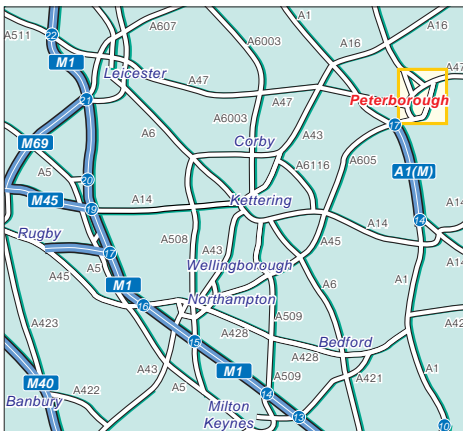 A511
22
A607
A6003
A1
A16
M1
Leicester
A16
A47
A47
A47
21
A6003
Peterborough
A6
Corby
A43
17
M69
A6116
A605
A5
20
A1(M)
M45
A14
Kettering
19
A14
14
Rugby
A508
A43
A45
A428
17
A5
Wellingborough
A45
M1
A6
A1
Northampton
16
A509
A423
A428
15
Bedford
A428
M1
A43
A509
A421
M40
A422
A5
14
Banbury
Milton
Keynes
13
10